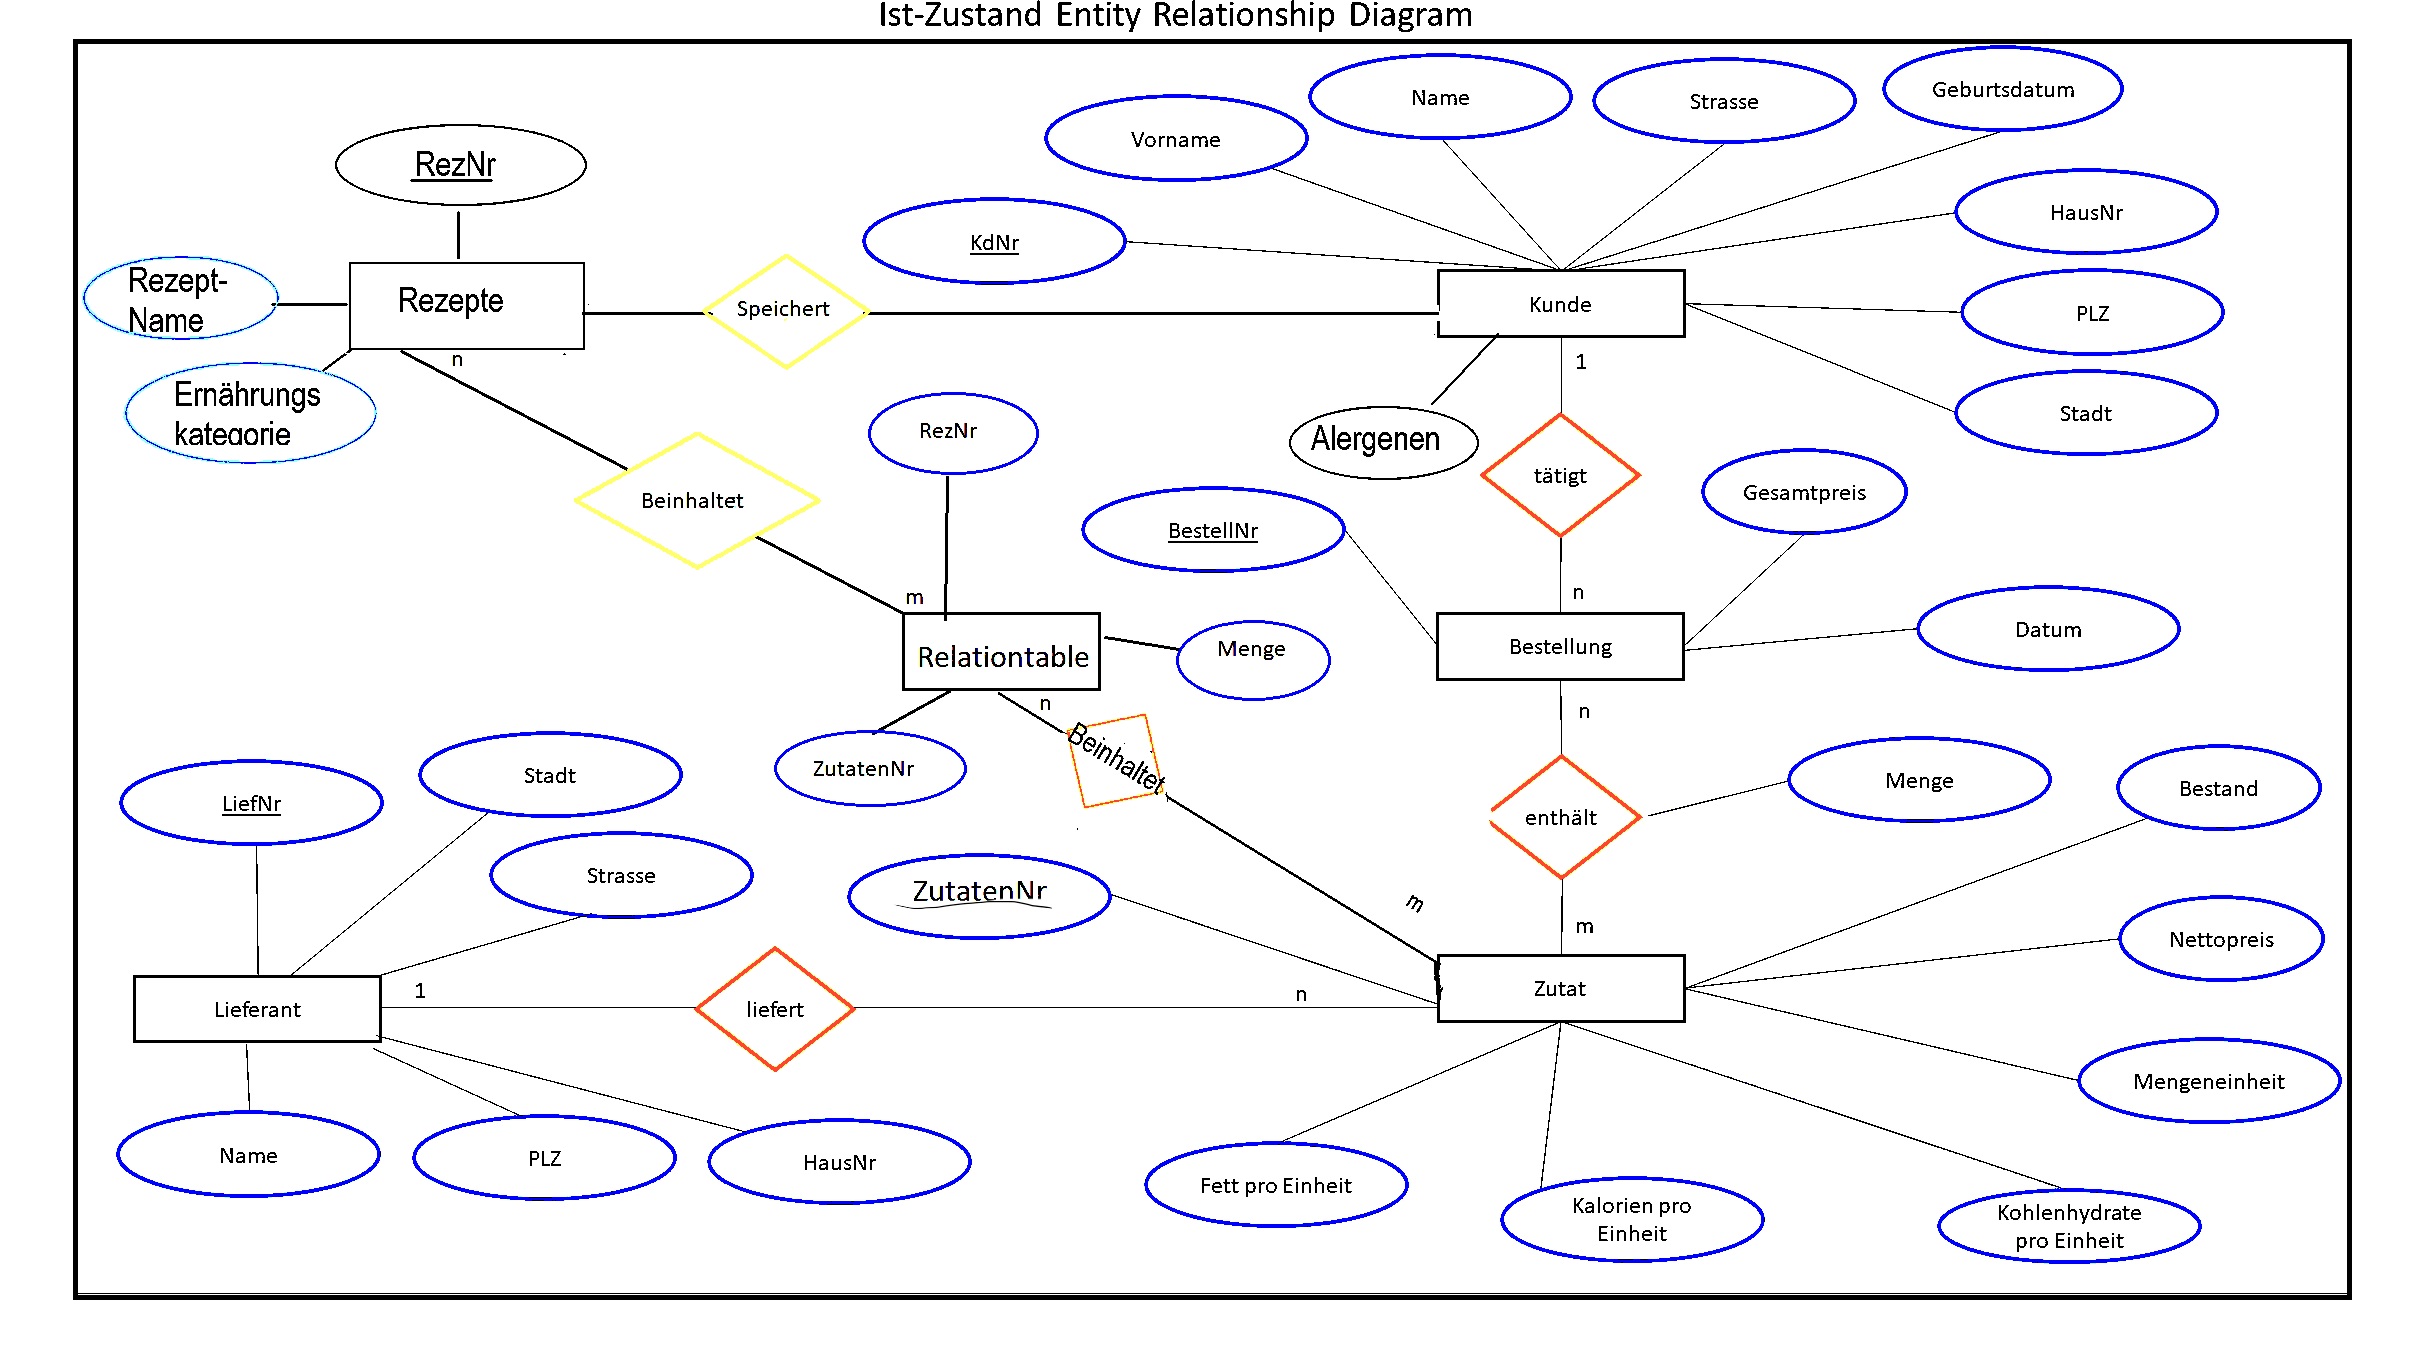 Ist-Zustand Entity Relationship Diagram
Geburtsdatum
Name
Strasse
Vorname
RezNr
HausNr
KdNr
Rezept-
Name
Rezepte
Speichert
Kunde
PLZ
n
1
Ernährungs
kategorie
Stadt
RezNr
Alergenen
tätigt
Gesamtpreis
Beinhaltet
BestellNr
m
n
Datum
Relationtable
Menge
Bestellung
n
n
Beinhaltet
ZutatenNr
Stadt
LiefNr
Menge
Bestand
enthält
Strasse
ZutatenNr
m
m
Nettopreis
1
n
Zutat
Lieferant
liefert
Mengeneinheit
Name
PLZ
HausNr
Fett pro Einheit
Kalorien pro
Einheit
Kohlenhydrate
pro Einheit